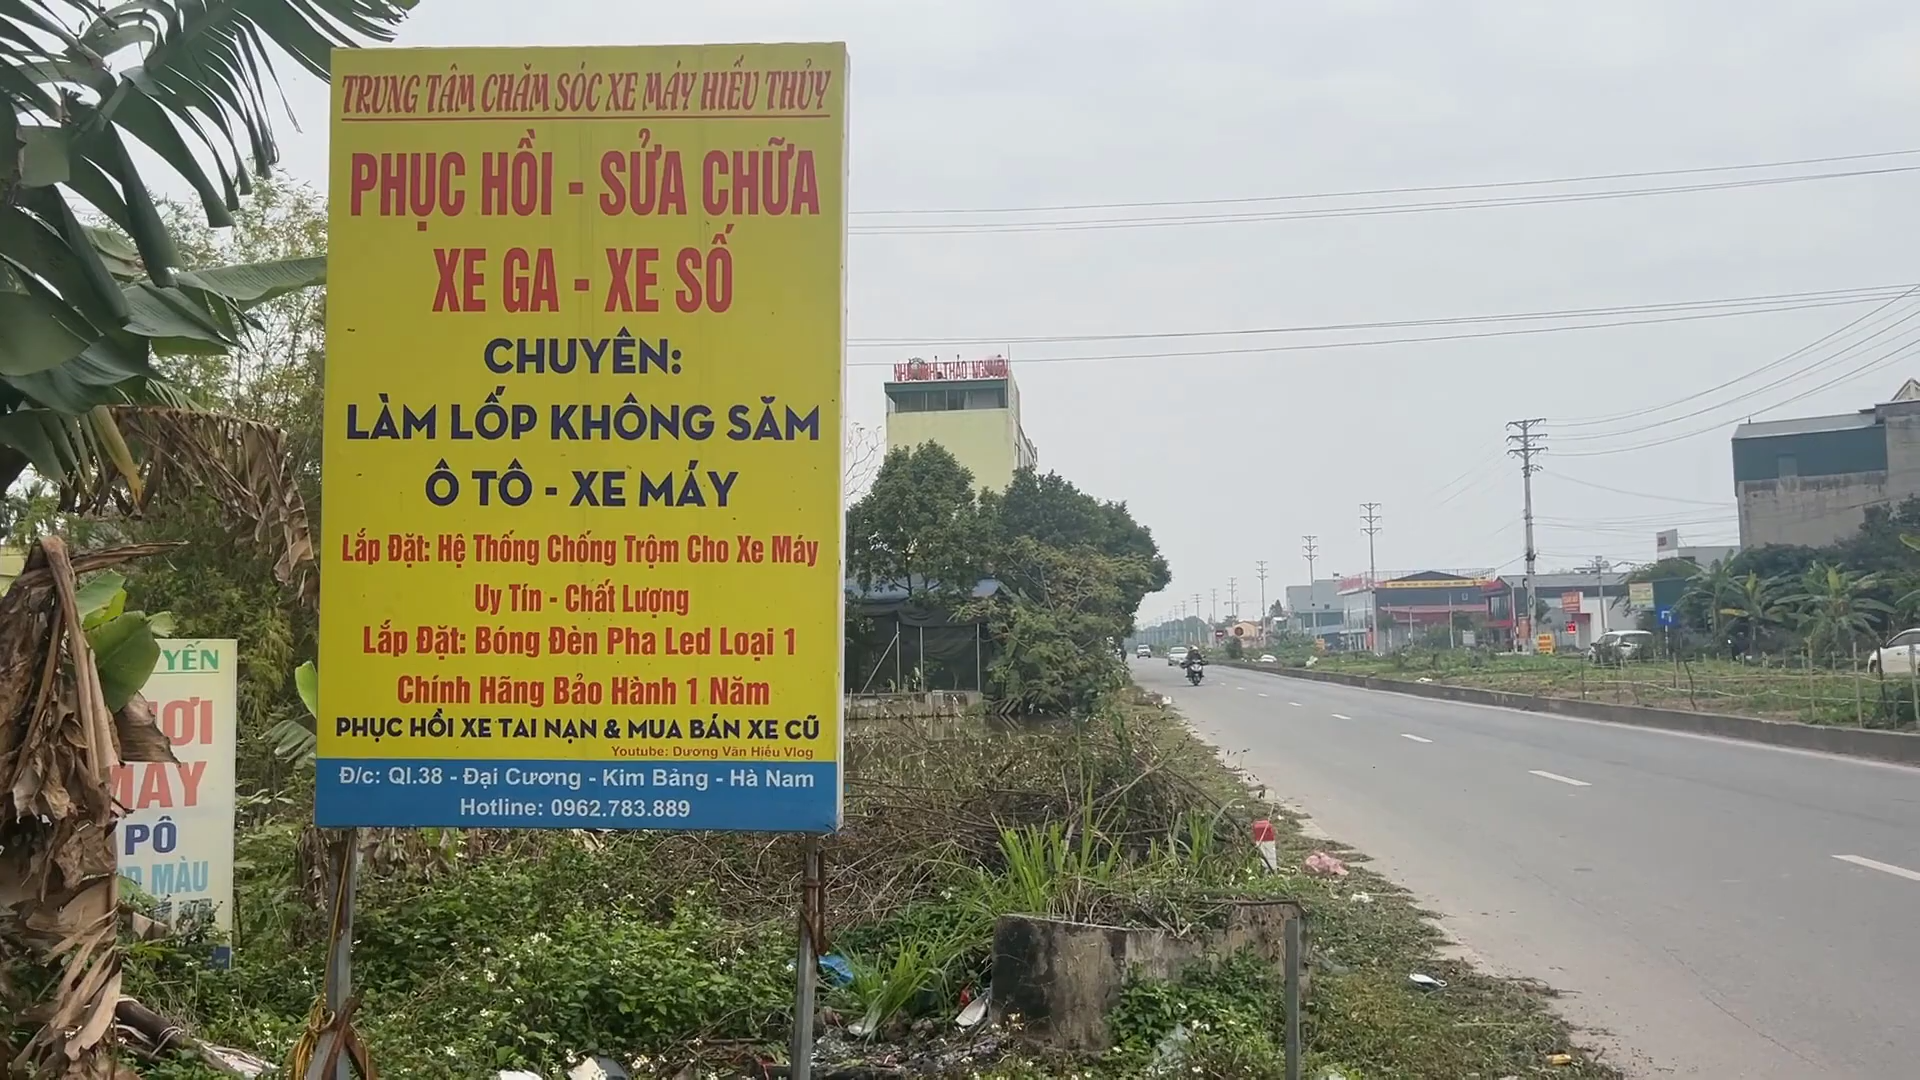 TRUNG TÂM CHĂM SÓC XE MÁY HIẾU THỦY
PHỤC HỒI - SỬA CHỮA
XE GA - XE SỐ
CHUYÊN:
LÀM LỐP KHÔNG SĂM
Ô TÔ - XE MÁY
Lắp Đặt: Hệ Thống Chống Trộm Cho Xe Máy
Uy Tín - Chất Lượng
Lắp Đặt: Bóng Đèn Pha Led Loại 1
Chính Hãng Bảo Hành 1 Năm
PHỤC HỒI XE TAI NẠN & MUA BÁN XE CŨ
Youtube: Dương Văn Hiếu Vlog
Đ/c: Ql.38 - Đại Cương - Kim Bảng - Hà Nam
Hotline: 0962.783.889
THẢO NGUYÊN
PÔ
MÀU